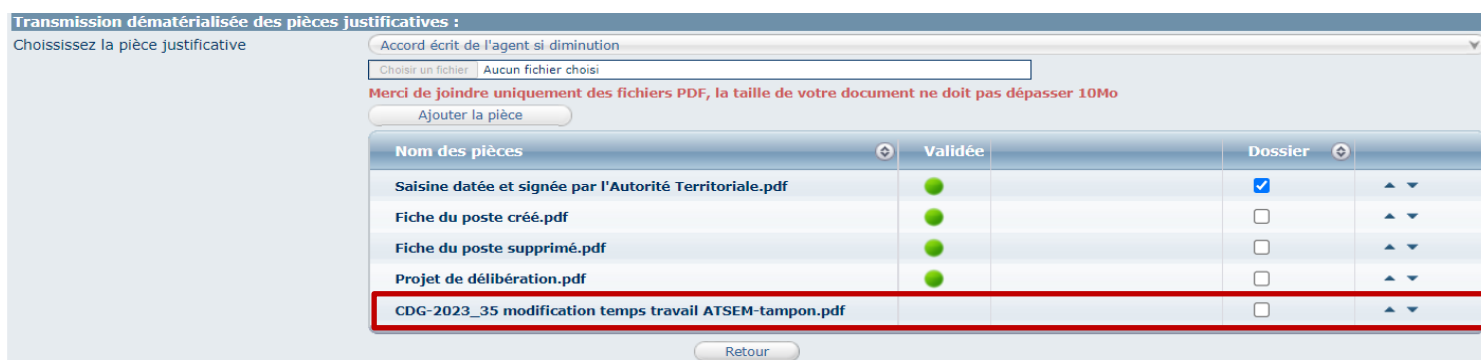 Transmission dématérialisée des pièces justificatives :
Choississez la pièce justificative
Accord écrit de l'agent si diminution
Choisir un fichier Aucun fichier choisi
Merci de joindre uniquement des fichiers PDF, la taille de votre document ne doit pas dépasser 10Mo
Ajouter la pièce
Nom des pièces Validée Dossier
Saisine datée et signée par l'Autorité Territoriale.pdf
Fiche du poste créé.pdf
Fiche du poste supprimé.pdf
Projet de délibération.pdf
CDG-2023_35 modification temps travail ATSEM-tampon.pdf
Retour